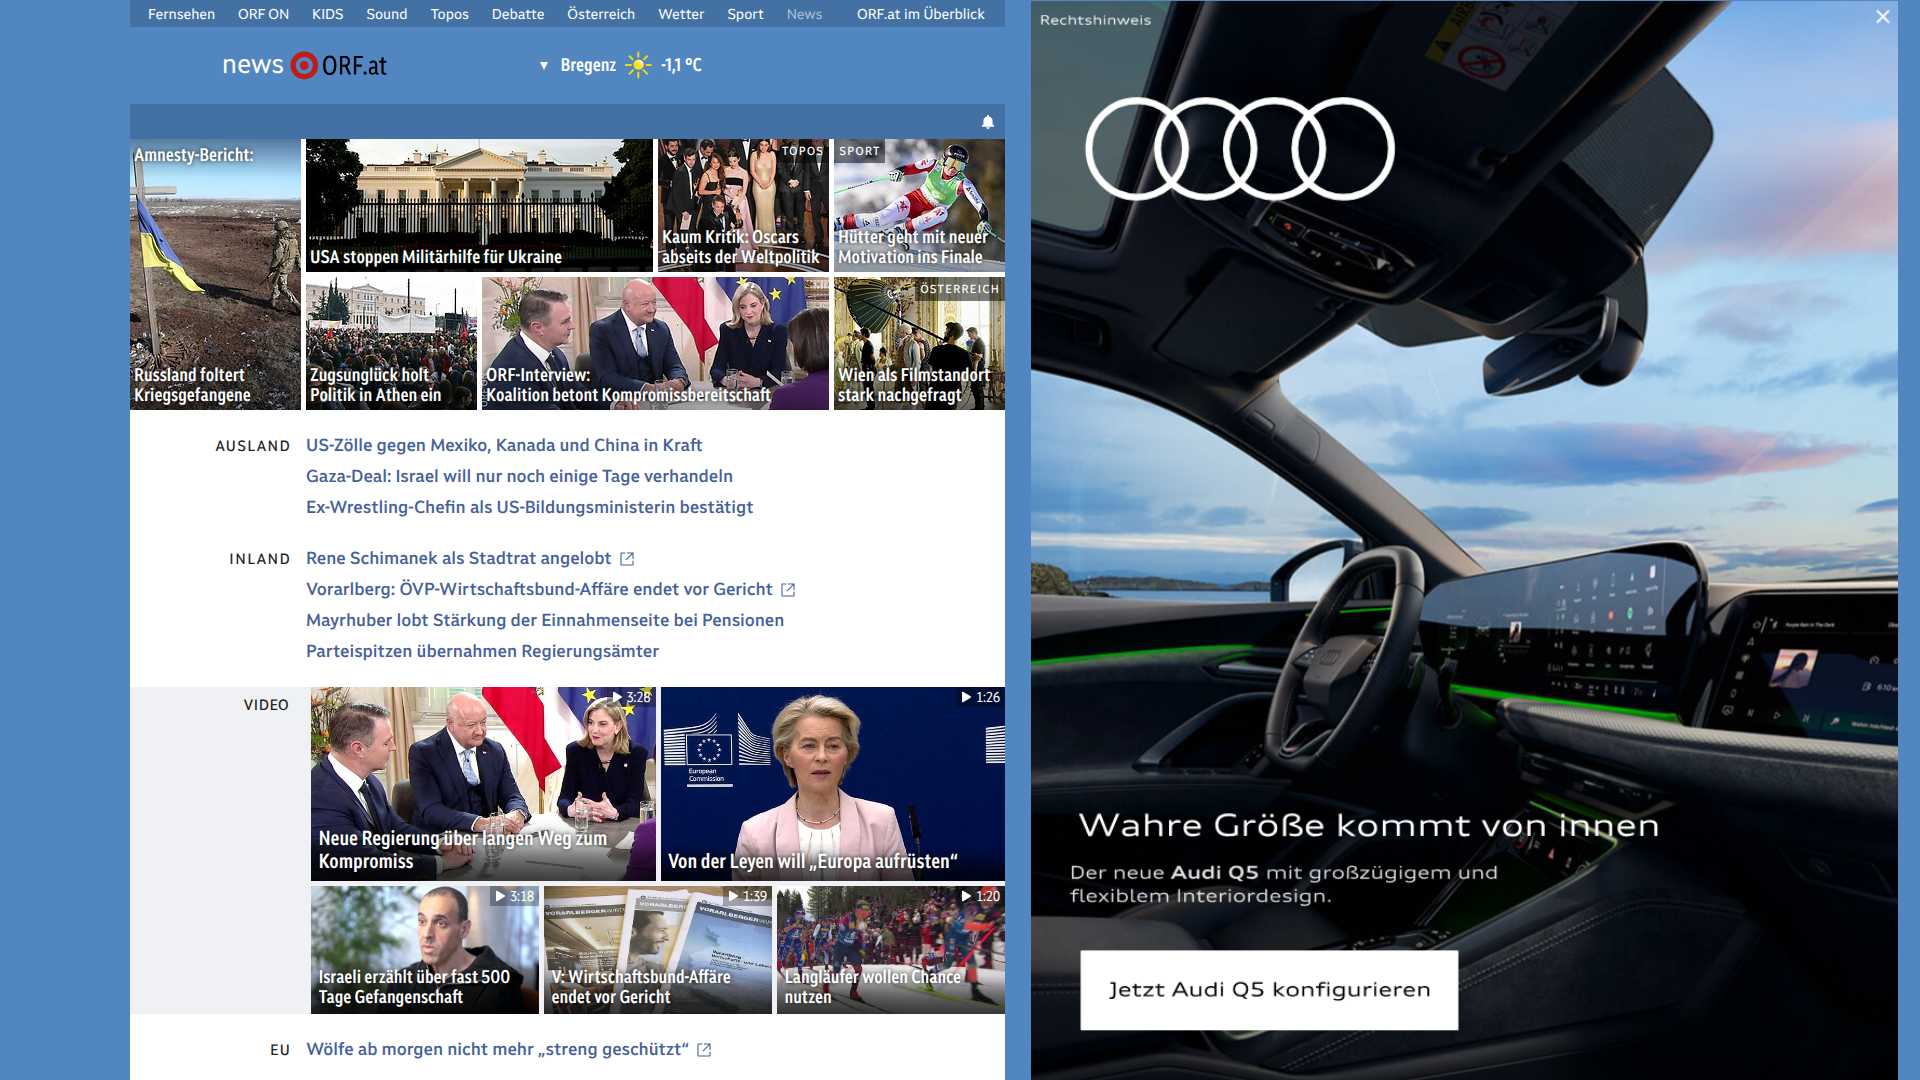 Fernsehen ORF ON KIDS Sound Topos Debatte Österreich Wetter Sport News ORF.at im Überblick
news ORF.at
▼ Bregenz -1,1 °C
Amnesty-Bericht:
Russland foltert
Kriegsgefangene
USA stoppen Militärhilfe für Ukraine
TOPOS
Kaum Kritik: Oscars
abseits der Weltpolitik
SPORT
Hütter geht mit neuer
Motivation ins Finale
Zugsunglück holt
Politik in Athen ein
ORF-Interview:
Koalition betont Kompromissbereitschaft
ÖSTERREICH
Wien als Filmstandort
stark nachgefragt
AUSLAND
US-Zölle gegen Mexiko, Kanada und China in Kraft
Gaza-Deal: Israel will nur noch einige Tage verhandeln
Ex-Wrestling-Chefin als US-Bildungsministerin bestätigt
INLAND
Rene Schimanek als Stadtrat angelobt
Vorarlberg: ÖVP-Wirtschaftsbund-Affäre endet vor Gericht
Mayrhuber lobt Stärkung der Einnahmenseite bei Pensionen
Parteispitzen übernahmen Regierungsämter
VIDEO
3:28
Neue Regierung über langen Weg zum
Kompromiss
1:26
European
Commission
Von der Leyen will „Europa aufrüsten“
3:18
Israeli erzählt über fast 500
Tage Gefangenschaft
1:39
V: Wirtschaftsbund-Affäre
endet vor Gericht
1:20
Langläufer wollen Chance
nutzen
EU
Wölfe ab morgen nicht mehr „streng geschützt“
Rechtshinweis
Wahre Größe kommt von innen
Der neue Audi Q5 mit großzügigem und
flexiblem Interiordesign.
Jetzt Audi Q5 konfigurieren